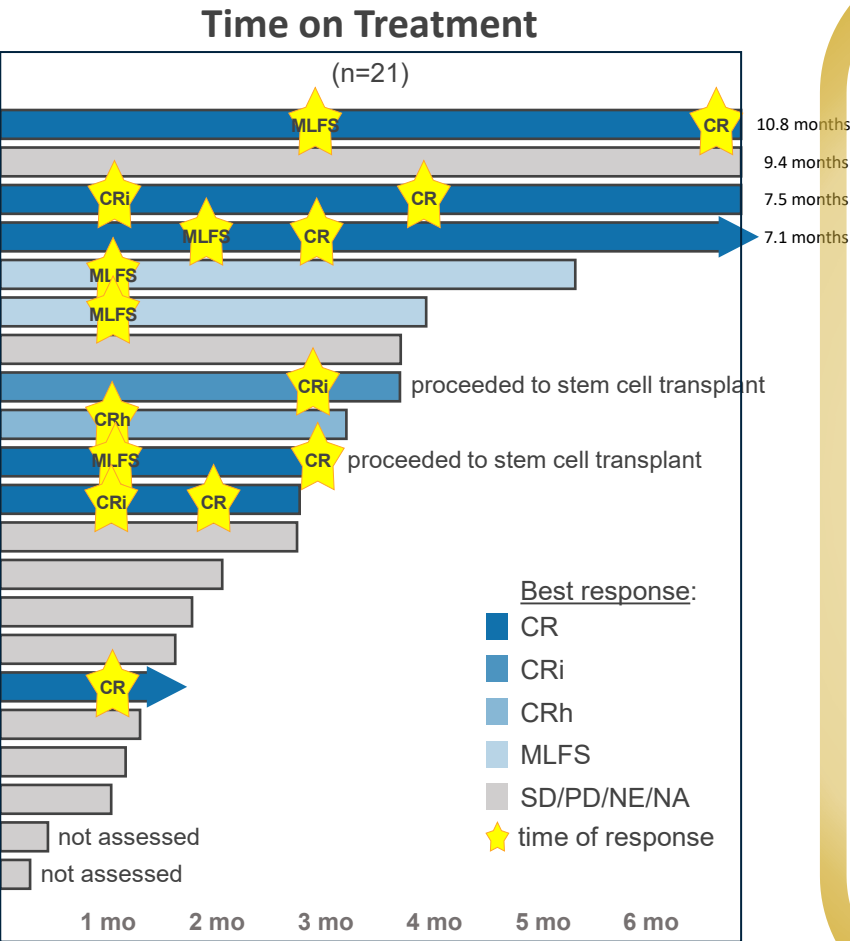 Time on Treatment
(n=21)
MLFS CR 10.8 months
9.4 months
CRi CR 7.5 months
MLFS CR 7.1 months
MLFS
MLFS
CRi proceeded to stem cell transplant
CRh
MLFS CR proceeded to stem cell transplant
CRi CR
Best response:
CR
CRi
CR
CRh
MLFS
SD/PD/NE/NA
time of response
not assessed
not assessed
1 mo 2 mo 3 mo 4 mo 5 mo 6 mo